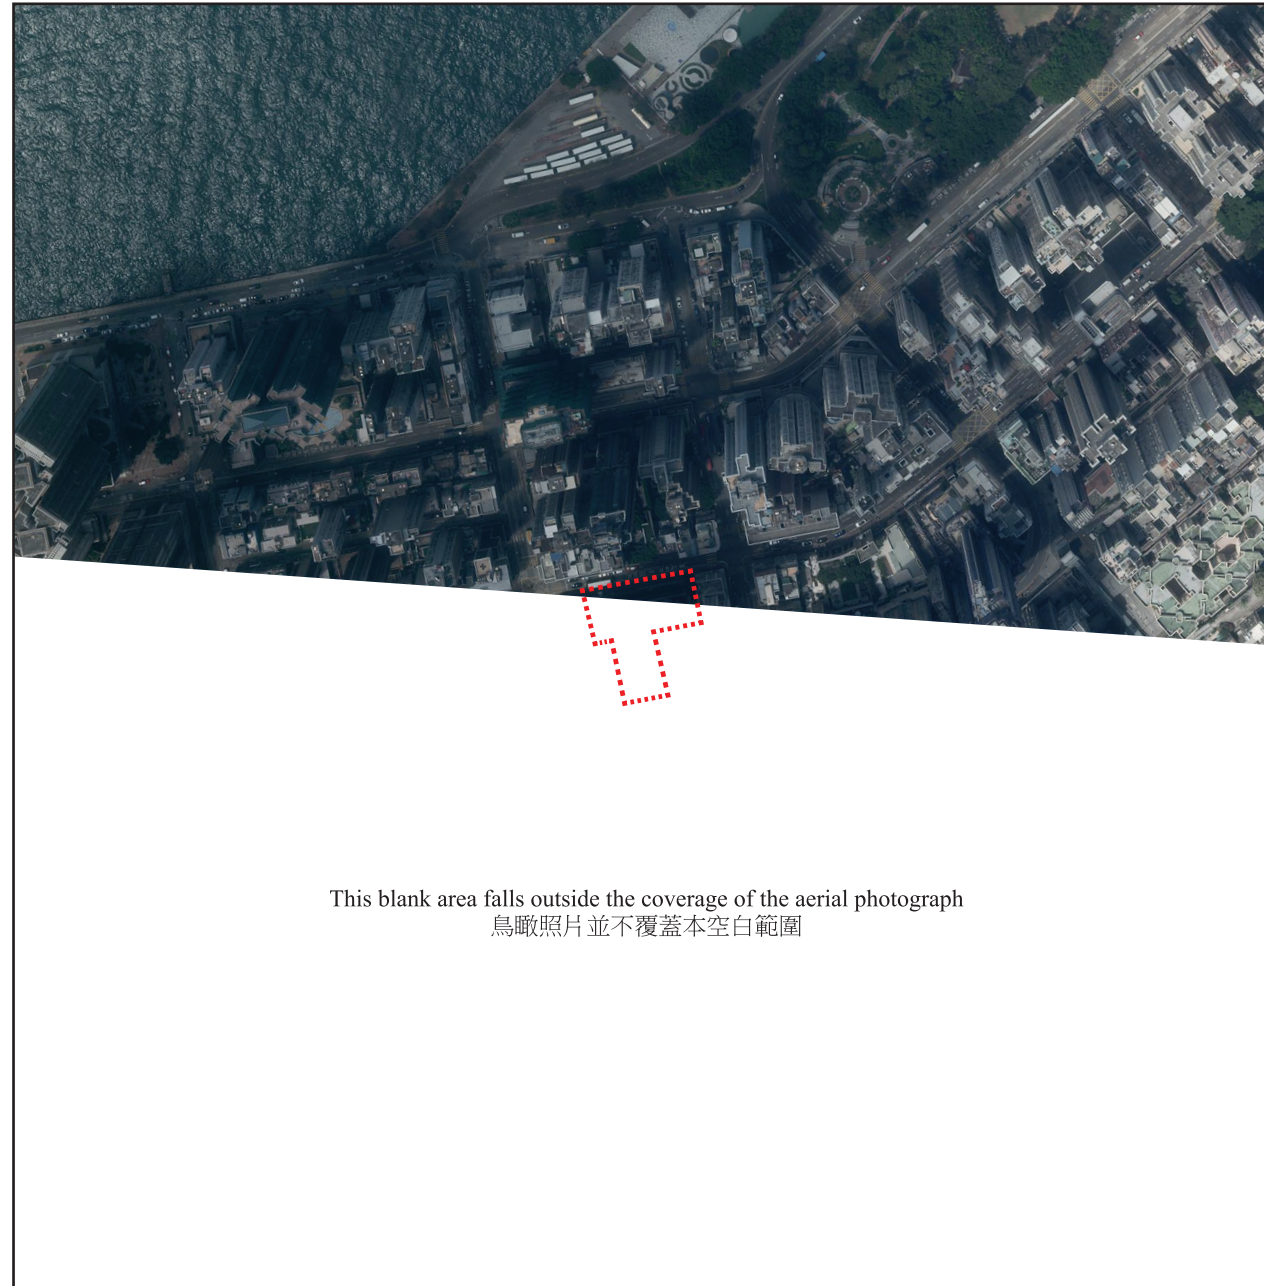 This blank area falls outside the coverage of the aerial photograph
鳥瞰照片並不覆蓋本空白範圍